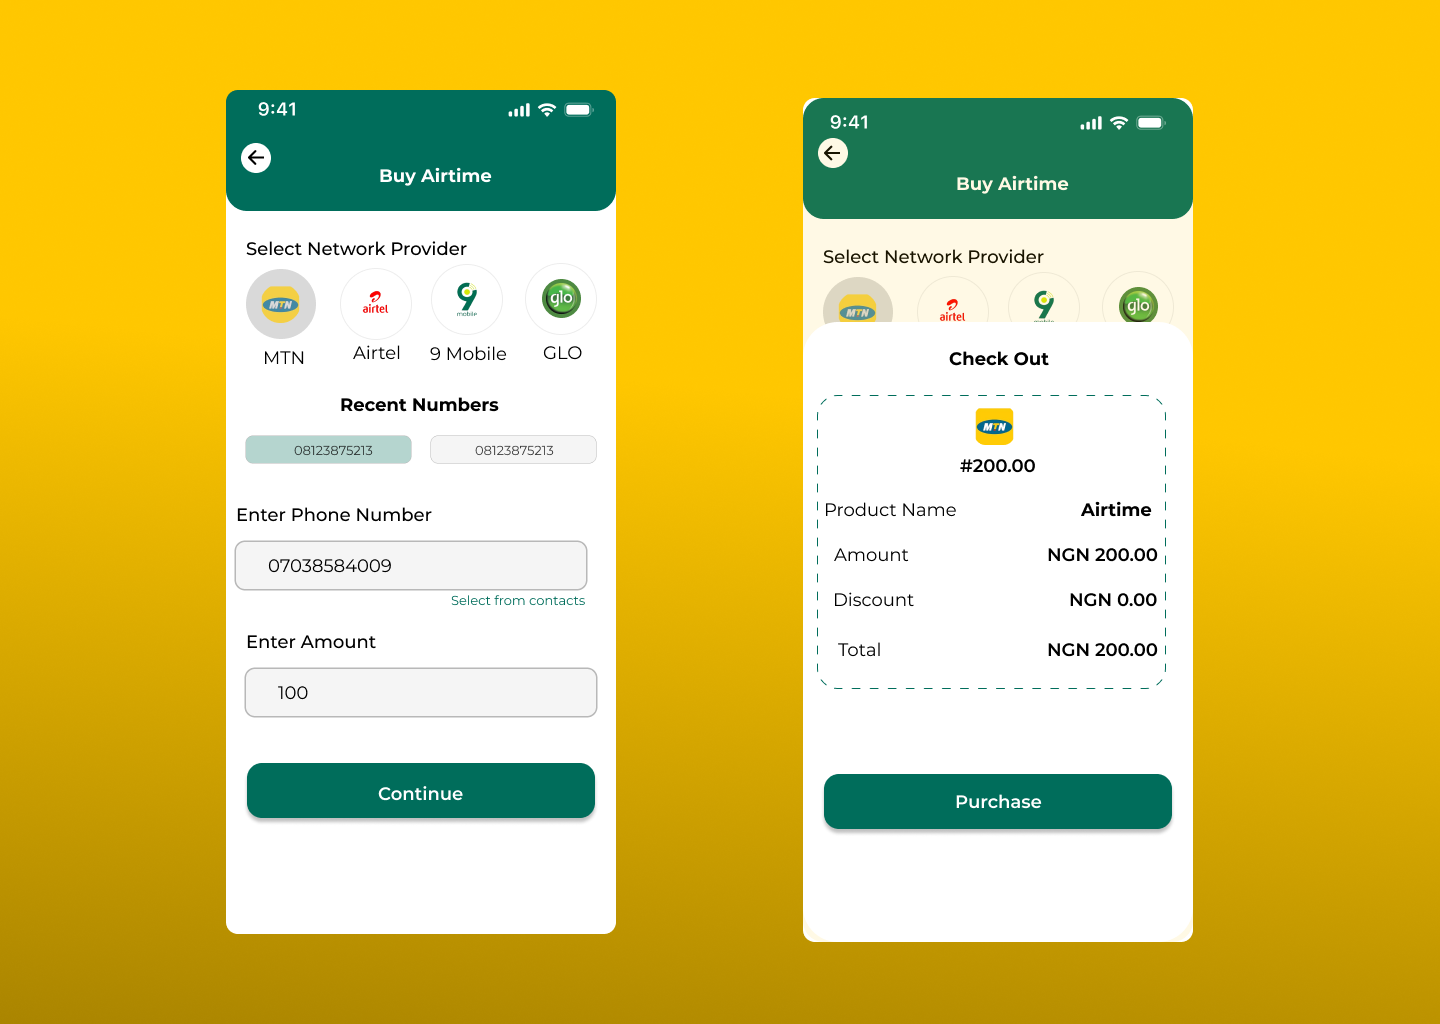 9:41
Buy Airtime
Select Network Provider
MTN airtel 9 mobile glo
MTN Airtel 9 Mobile GLO
Recent Numbers
08123875213 08123875213
Enter Phone Number
07038584009
Select from contacts
Enter Amount
100
Continue
9:41
Buy Airtime
Select Network Provider
MTN airtel 9 mobile glo
Check Out
MTN
#200.00
Product Name Airtime
Amount NGN 200.00
Discount NGN 0.00
Total NGN 200.00
Purchase